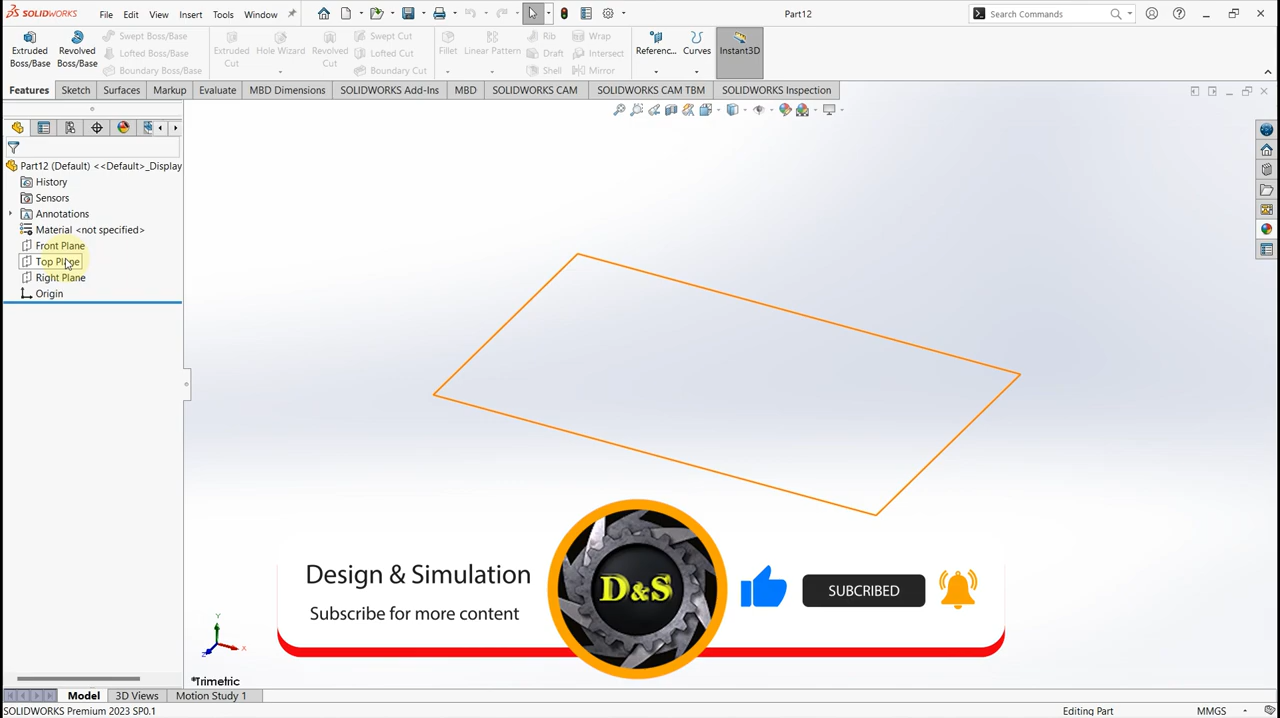 SOLIDWORKS File Edit View Insert Tools Window Part12 Search Commands
Extruded Boss/Base
Revolved Boss/Base
Swept Boss/Base
Lofted Boss/Base
Boundary Boss/Base
Extruded Cut
Hole Wizard
Revolved Cut
Swept Cut
Lofted Cut
Boundary Cut
Fillet
Linear Pattern
Rib
Draft
Shell
Wrap
Intersect
Mirror
Referenc...
Curves
Instant3D
Features Sketch Surfaces Markup Evaluate MBD Dimensions SOLIDWORKS Add-Ins MBD SOLIDWORKS CAM SOLIDWORKS CAM TBM SOLIDWORKS Inspection
Part12 (Default) <<Default>_Display
History
Sensors
Annotations
Material <not specified>
Front Plane
Top Plane
Right Plane
Origin
Design & Simulation
Subscribe for more content
D&S
SUBCRIBED
Y
X
Z
*Trimetric
Model 3D Views Motion Study 1
SOLIDWORKS Premium 2023 SP0.1 Editing Part MMGS